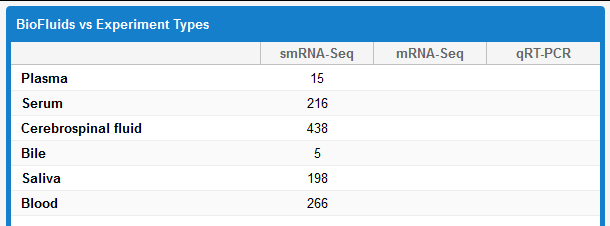 BioFluids vs Experiment Types
smRNA-Seq mRNA-Seq qRT-PCR
Plasma 15
Serum 216
Cerebrospinal fluid 438
Bile 5
Saliva 198
Blood 266